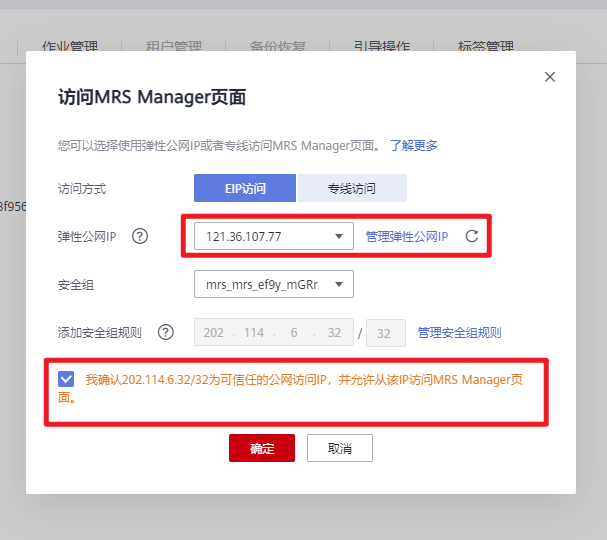 作业管理 租户管理 备份恢复 引导操作 标签管理
访问MRS Manager页面
您可以选择使用弹性公网IP或者专线访问MRS Manager页面。 了解更多
访问方式 EIP访问 专线访问
3f956
弹性公网IP ? 121.36.107.77 管理弹性公网IP
安全组 mrs_mrs_ef9y_mGRr
添加安全组规则 ? 202 . 114 . 6 . 32 / 32 管理安全组规则
我确认202.114.6.32/32为可信任的公网访问IP，并允许从该IP访问MRS Manager页
面。
确定 取消